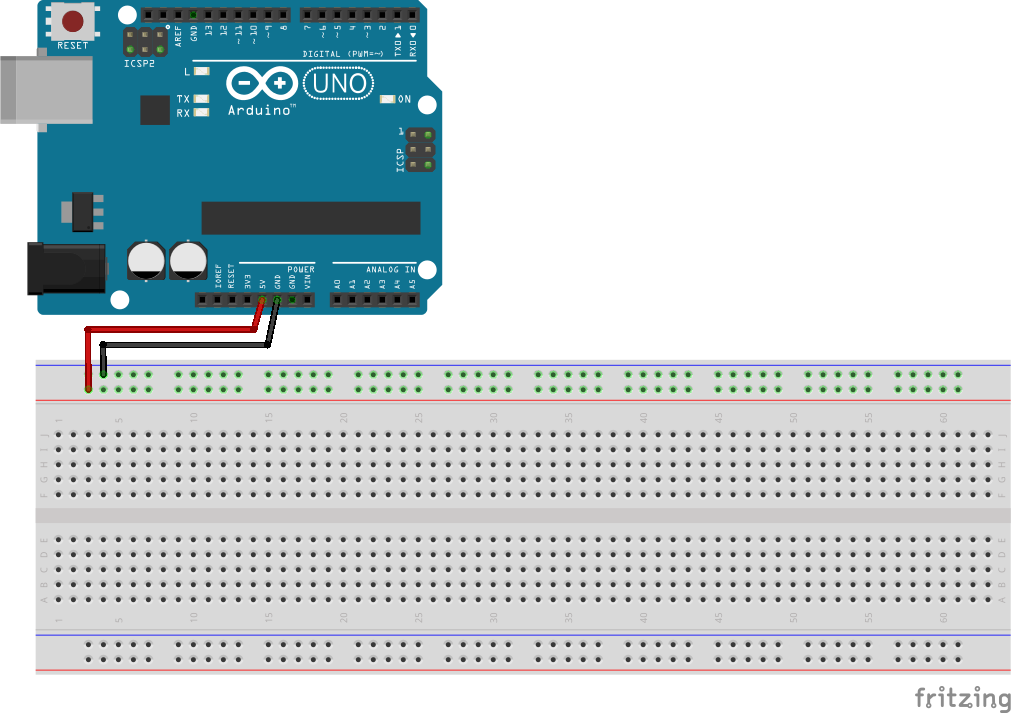 RESET
ICSP2
AREF
GND
13
12
~11
~10
~9
8
7
~6
~5
4
~3
2
TXO▲1
RXO▼0
DIGITAL (PWM=~)
L
TX
RX
UNO
Arduino™
ON
1
ICSP
POWER
ANALOG IN
IOREF
RESET
3V3
5V
GND
GND
VIN
A0
A1
A2
A3
A4
A5
1 5 10 15 20 25 30 35 40 45 50 55 60
J J
I I
H H
G G
F F
E E
D D
C C
B B
A A
1 5 10 15 20 25 30 35 40 45 50 55 60
fritzing